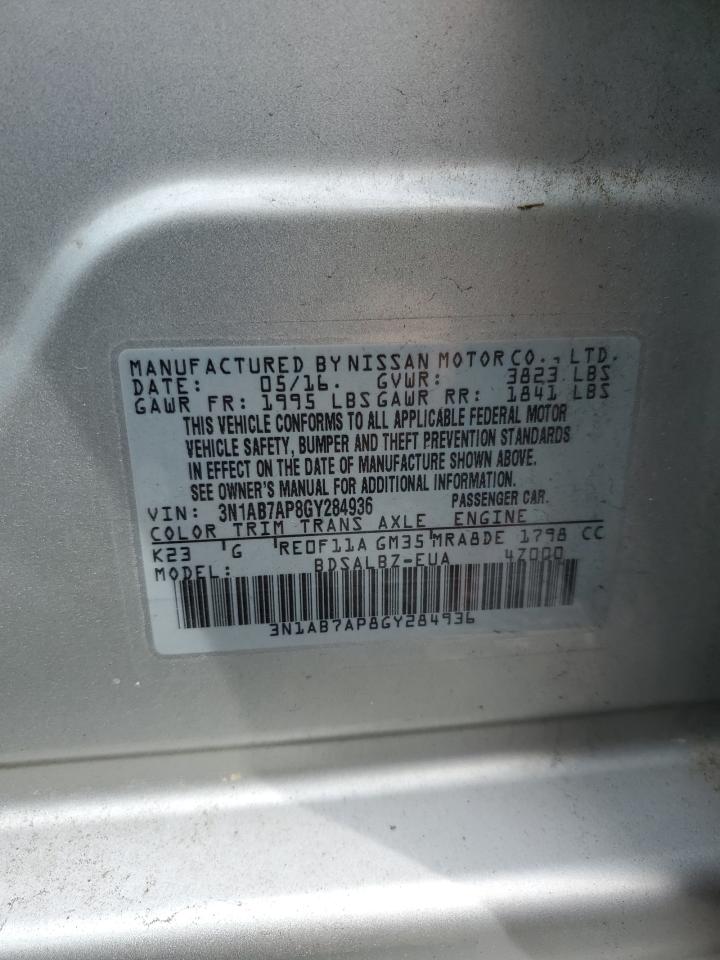 MANUFACTURED BY NISSAN MOTOR CO., LTD.
DATE: 05/16. GVWR: 3823 LBS
GAWR FR: 1995 LBS GAWR RR: 1841 LBS
THIS VEHICLE CONFORMS TO ALL APPLICABLE FEDERAL MOTOR
VEHICLE SAFETY, BUMPER AND THEFT PREVENTION STANDARDS
IN EFFECT ON THE DATE OF MANUFACTURE SHOWN ABOVE.
SEE OWNER'S MANUAL FOR ADDITIONAL INFORMATION.
VIN: 3N1AB7AP8GY284936 PASSENGER CAR.
COLOR TRIM TRANS AXLE ENGINE
K23 'G 'RE0F11A GM35 'MRA8DE 1798 CC
MODEL: BDSALBZ-EUA 4Z000
3N1AB7AP8GY284936